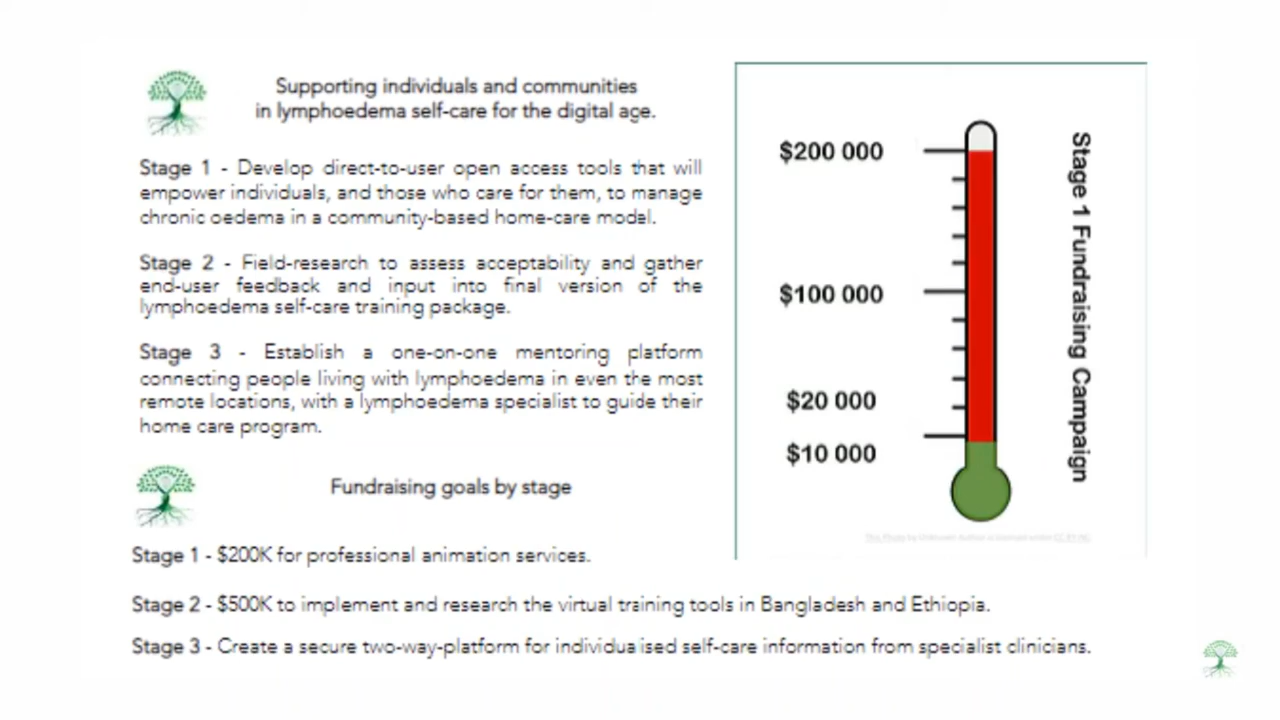 Supporting individuals and communities
in lymphoedema self-care for the digital age.
Stage 1 - Develop direct-to-user open access tools that will
empower individuals, and those who care for them, to manage
chronic oedema in a community-based home-care model.
Stage 2 - Field-research to assess acceptability and gather
end-user feedback and input into final version of the
lymphoedema self-care training package.
Stage 3 - Establish a one-on-one mentoring platform
connecting people living with lymphoedema in even the most
remote locations, with a lymphoedema specialist to guide their
home care program.
Fundraising goals by stage
Stage 1 - $200K for professional animation services.
Stage 2 - $500K to implement and research the virtual training tools in Bangladesh and Ethiopia.
Stage 3 - Create a secure two-way-platform for individualised self-care information from specialist clinicians.
$200 000
$100 000
$20 000
$10 000
Stage 1 Fundraising Campaign